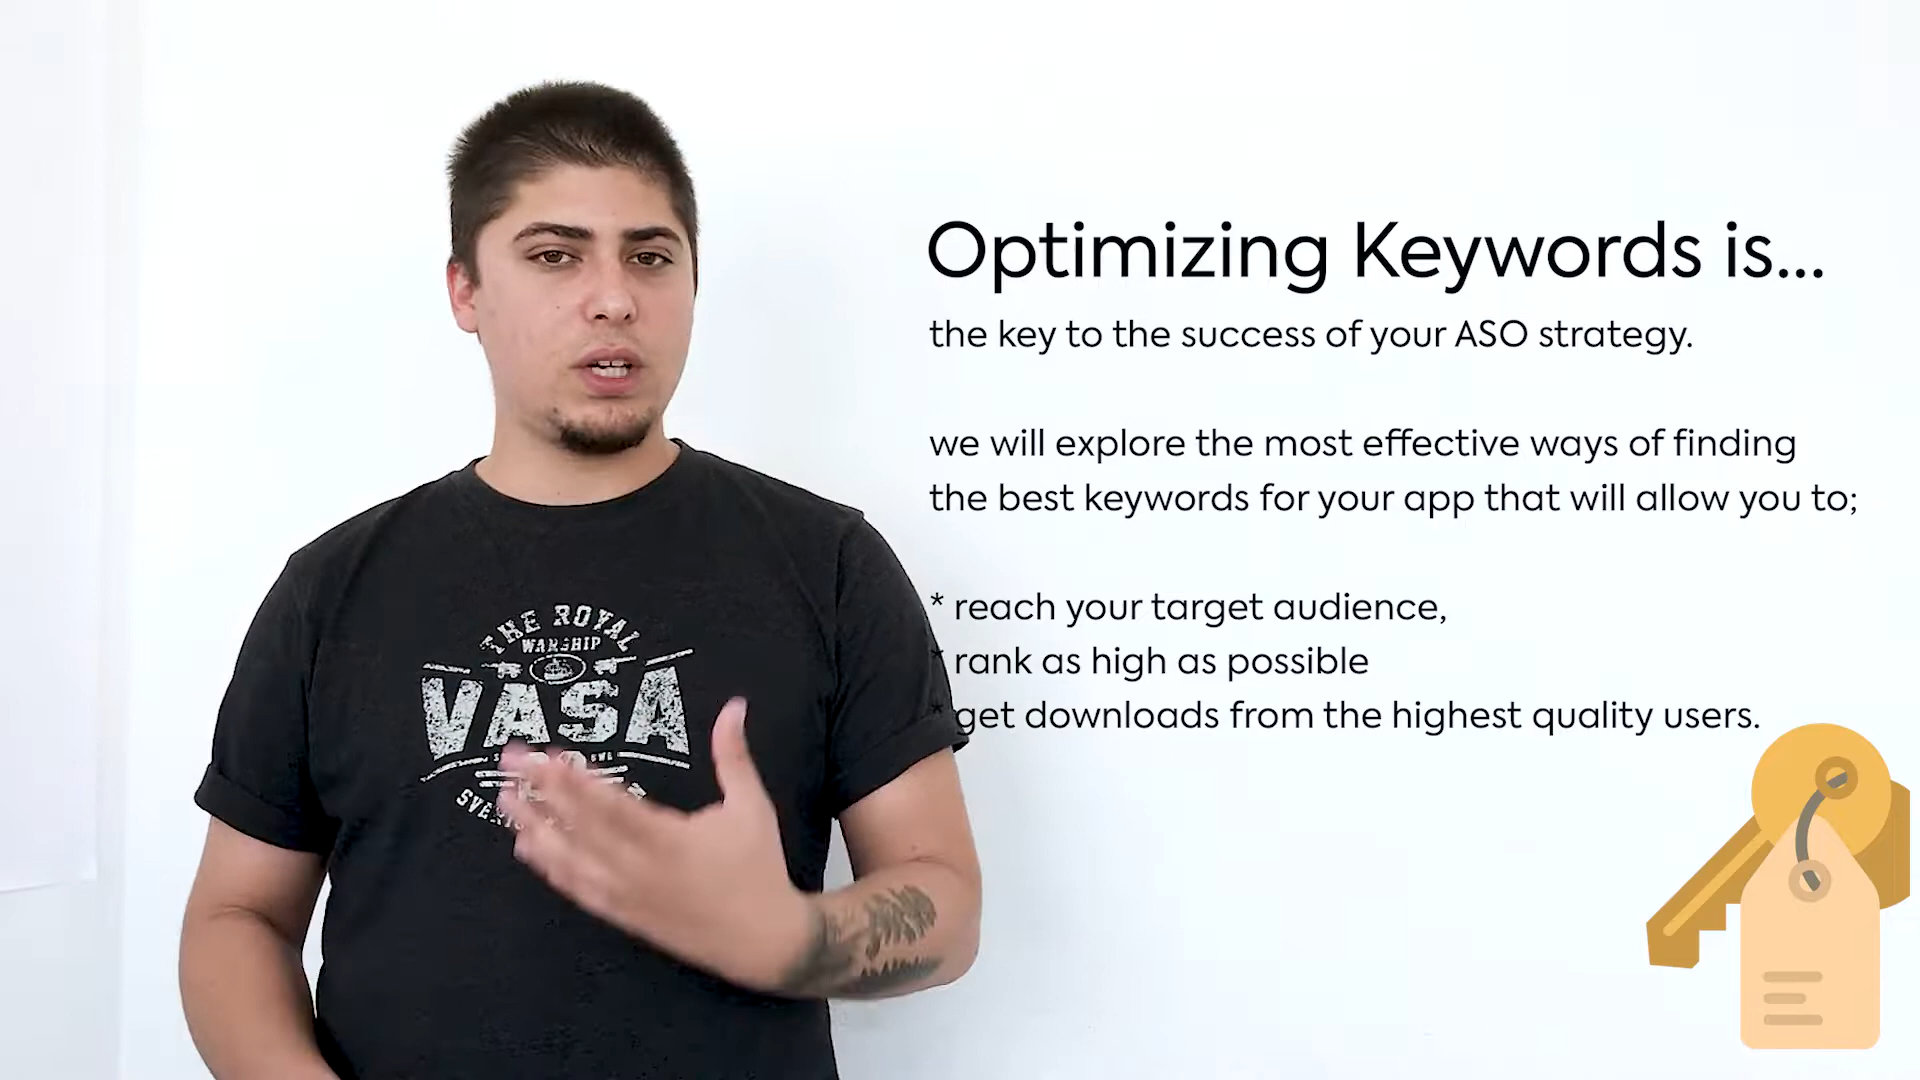 Optimizing Keywords is...
the key to the success of your ASO strategy.
we will explore the most effective ways of finding
the best keywords for your app that will allow you to;
* reach your target audience,
* rank as high as possible
* get downloads from the highest quality users.
THE ROYAL
WARSHIP
VASA